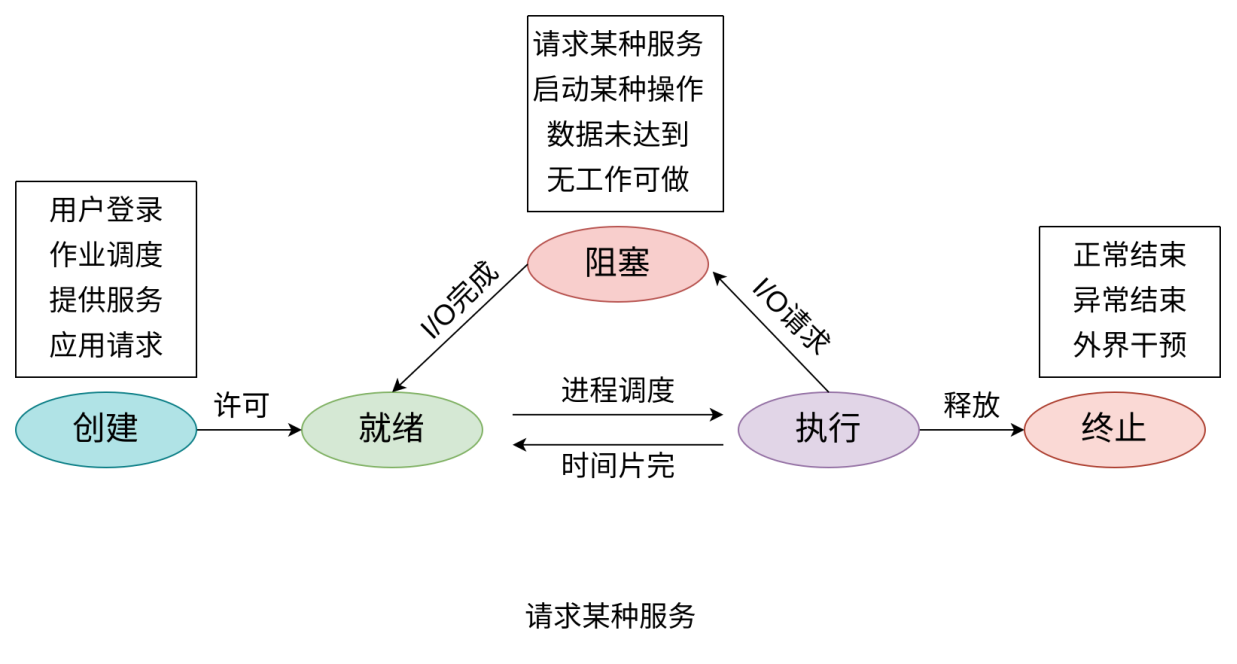 请求某种服务
启动某种操作
数据未达到
无工作可做
用户登录
作业调度
提供服务
应用请求
正常结束
异常结束
外界干预
阻塞
I/O完成
I/O请求
创建
许可
就绪
进程调度
时间片完
执行
释放
终止
请求某种服务